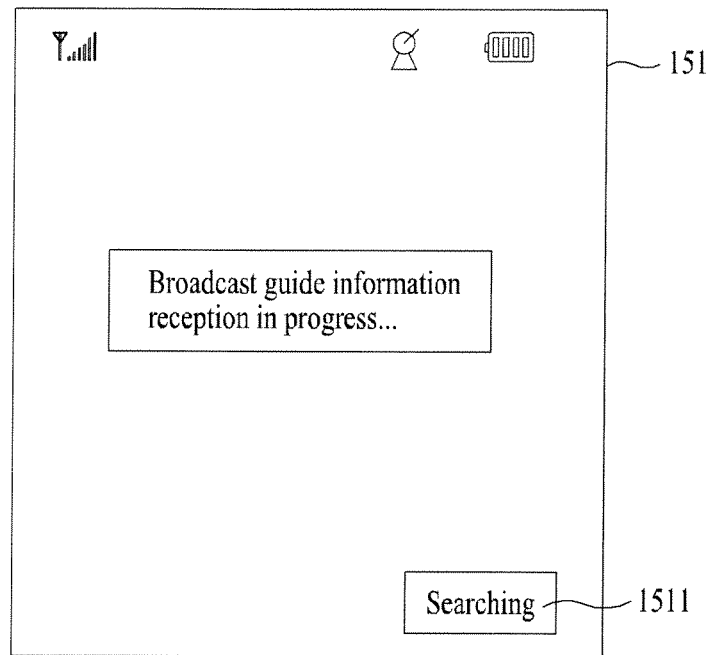 151
Broadcast guide information
reception in progress...
Searching
1511